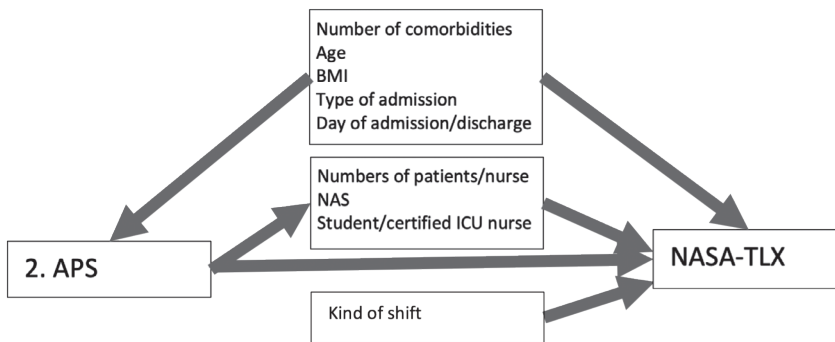 Number of comorbidities
Age
BMI
Type of admission
Day of admission/discharge
Numbers of patients/nurse
NAS
Student/certified ICU nurse
2. APS
NASA-TLX
Kind of shift